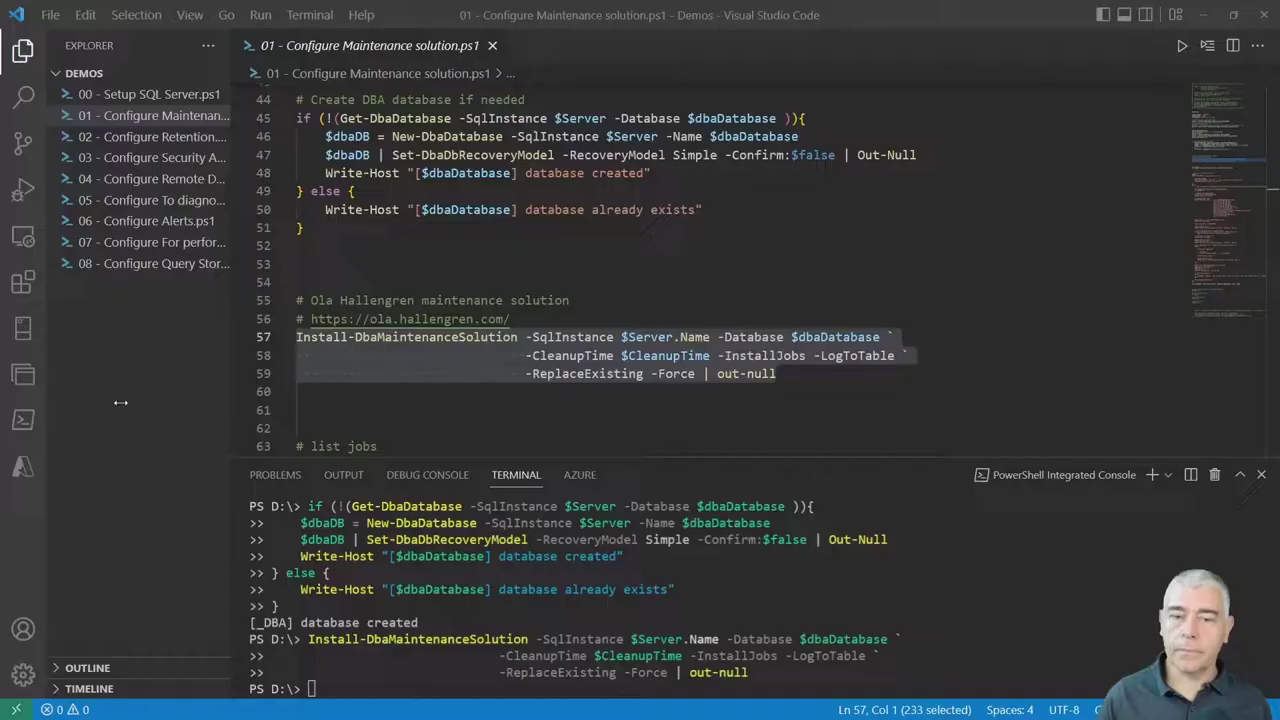 File Edit Selection View Go Run Terminal Help
01 - Configure Maintenance solution.ps1 - Demos - Visual Studio Code
EXPLORER
DEMOS
00 - Setup SQL Server.ps1
01 - Configure Maintenan...
02 - Configure Retention....
03 - Configure Security A...
04 - Configure Remote D...
05 - Configure To diagno...
06 - Configure Alerts.ps1
07 - Configure For perfor...
08 - Configure Query Stor...
OUTLINE
TIMELINE
01 - Configure Maintenance solution.ps1
01 - Configure Maintenance solution.ps1 > ...
44 # Create DBA database if needed
45 if (!(Get-DbaDatabase -SqlInstance $Server -Database $dbaDatabase )){
46 $dbaDB = New-DbaDatabase -SqlInstance $Server -Name $dbaDatabase
47 $dbaDB | Set-DbaDbRecoveryModel -RecoveryModel Simple -Confirm:$false | Out-Null
48 Write-Host "[$dbaDatabase] database created"
49 } else {
50 Write-Host "[$dbaDatabase] database already exists"
51 }
52
53
54
55 # Ola Hallengren maintenance solution
56 # https://ola.hallengren.com/
57 Install-DbaMaintenanceSolution -SqlInstance $Server.Name -Database $dbaDatabase `
58 -CleanupTime $CleanupTime -InstallJobs -LogToTable `
59 -ReplaceExisting -Force | out-null
60
61
62
63 # list jobs
PROBLEMS OUTPUT DEBUG CONSOLE TERMINAL AZURE
PowerShell Integrated Console
PS D:\> if (!(Get-DbaDatabase -SqlInstance $Server -Database $dbaDatabase )){
>> $dbaDB = New-DbaDatabase -SqlInstance $Server -Name $dbaDatabase
>> $dbaDB | Set-DbaDbRecoveryModel -RecoveryModel Simple -Confirm:$false | Out-Null
>> Write-Host "[$dbaDatabase] database created"
>> } else {
>> Write-Host "[$dbaDatabase] database already exists"
>> }
[_DBA] database created
PS D:\> Install-DbaMaintenanceSolution -SqlInstance $Server.Name -Database $dbaDatabase `
>> -CleanupTime $CleanupTime -InstallJobs -LogToTable `
>> -ReplaceExisting -Force | out-null
PS D:\>
0 0
Ln 57, Col 1 (233 selected) Spaces: 4 UTF-8